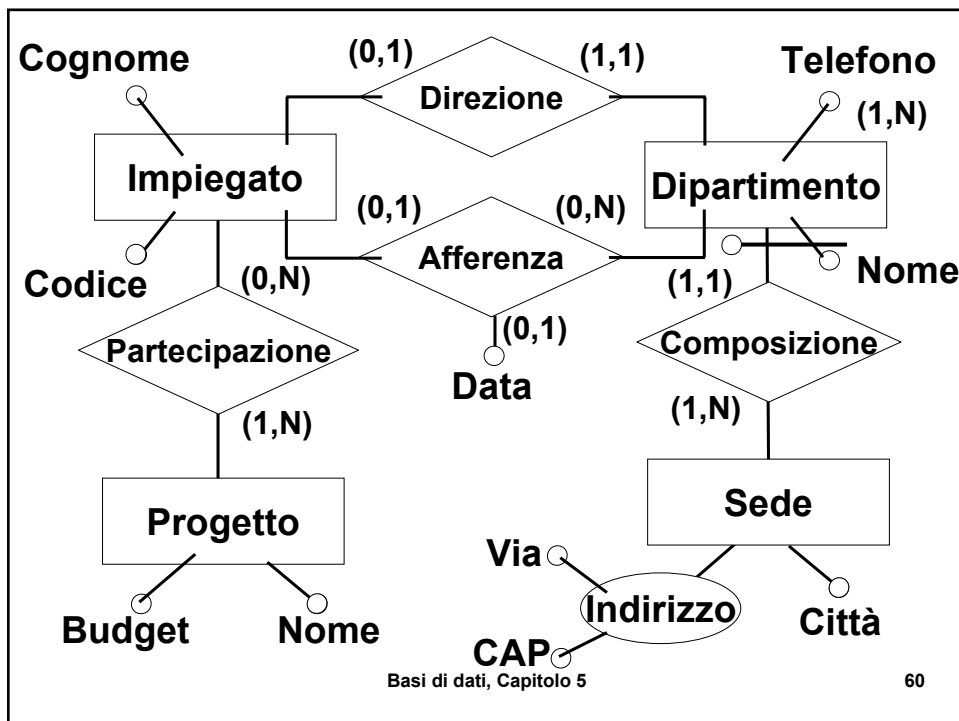 (0,1) (1,1)
Cognome Telefono
Direzione
(1,N)
Impiegato Dipartimento
(0,1) (0,N)
Afferenza
Codice (0,N) (1,1) Nome
(0,1)
Partecipazione Composizione
Data
(1,N) (1,N)
Progetto Sede
Via
Indirizzo
Budget Nome Città
CAP
Basi di dati, Capitolo 5 60